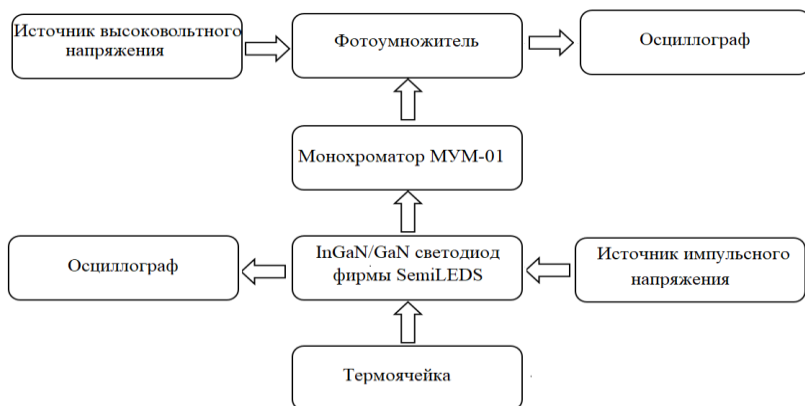 Источник высоковольтного
напряжения
Фотоумножитель
Осциллограф
Монохроматор МУМ-01
Осциллограф
InGaN/GaN светодиод
фирмы SemiLEDS
Источник импульсного
напряжения
Термоячейка